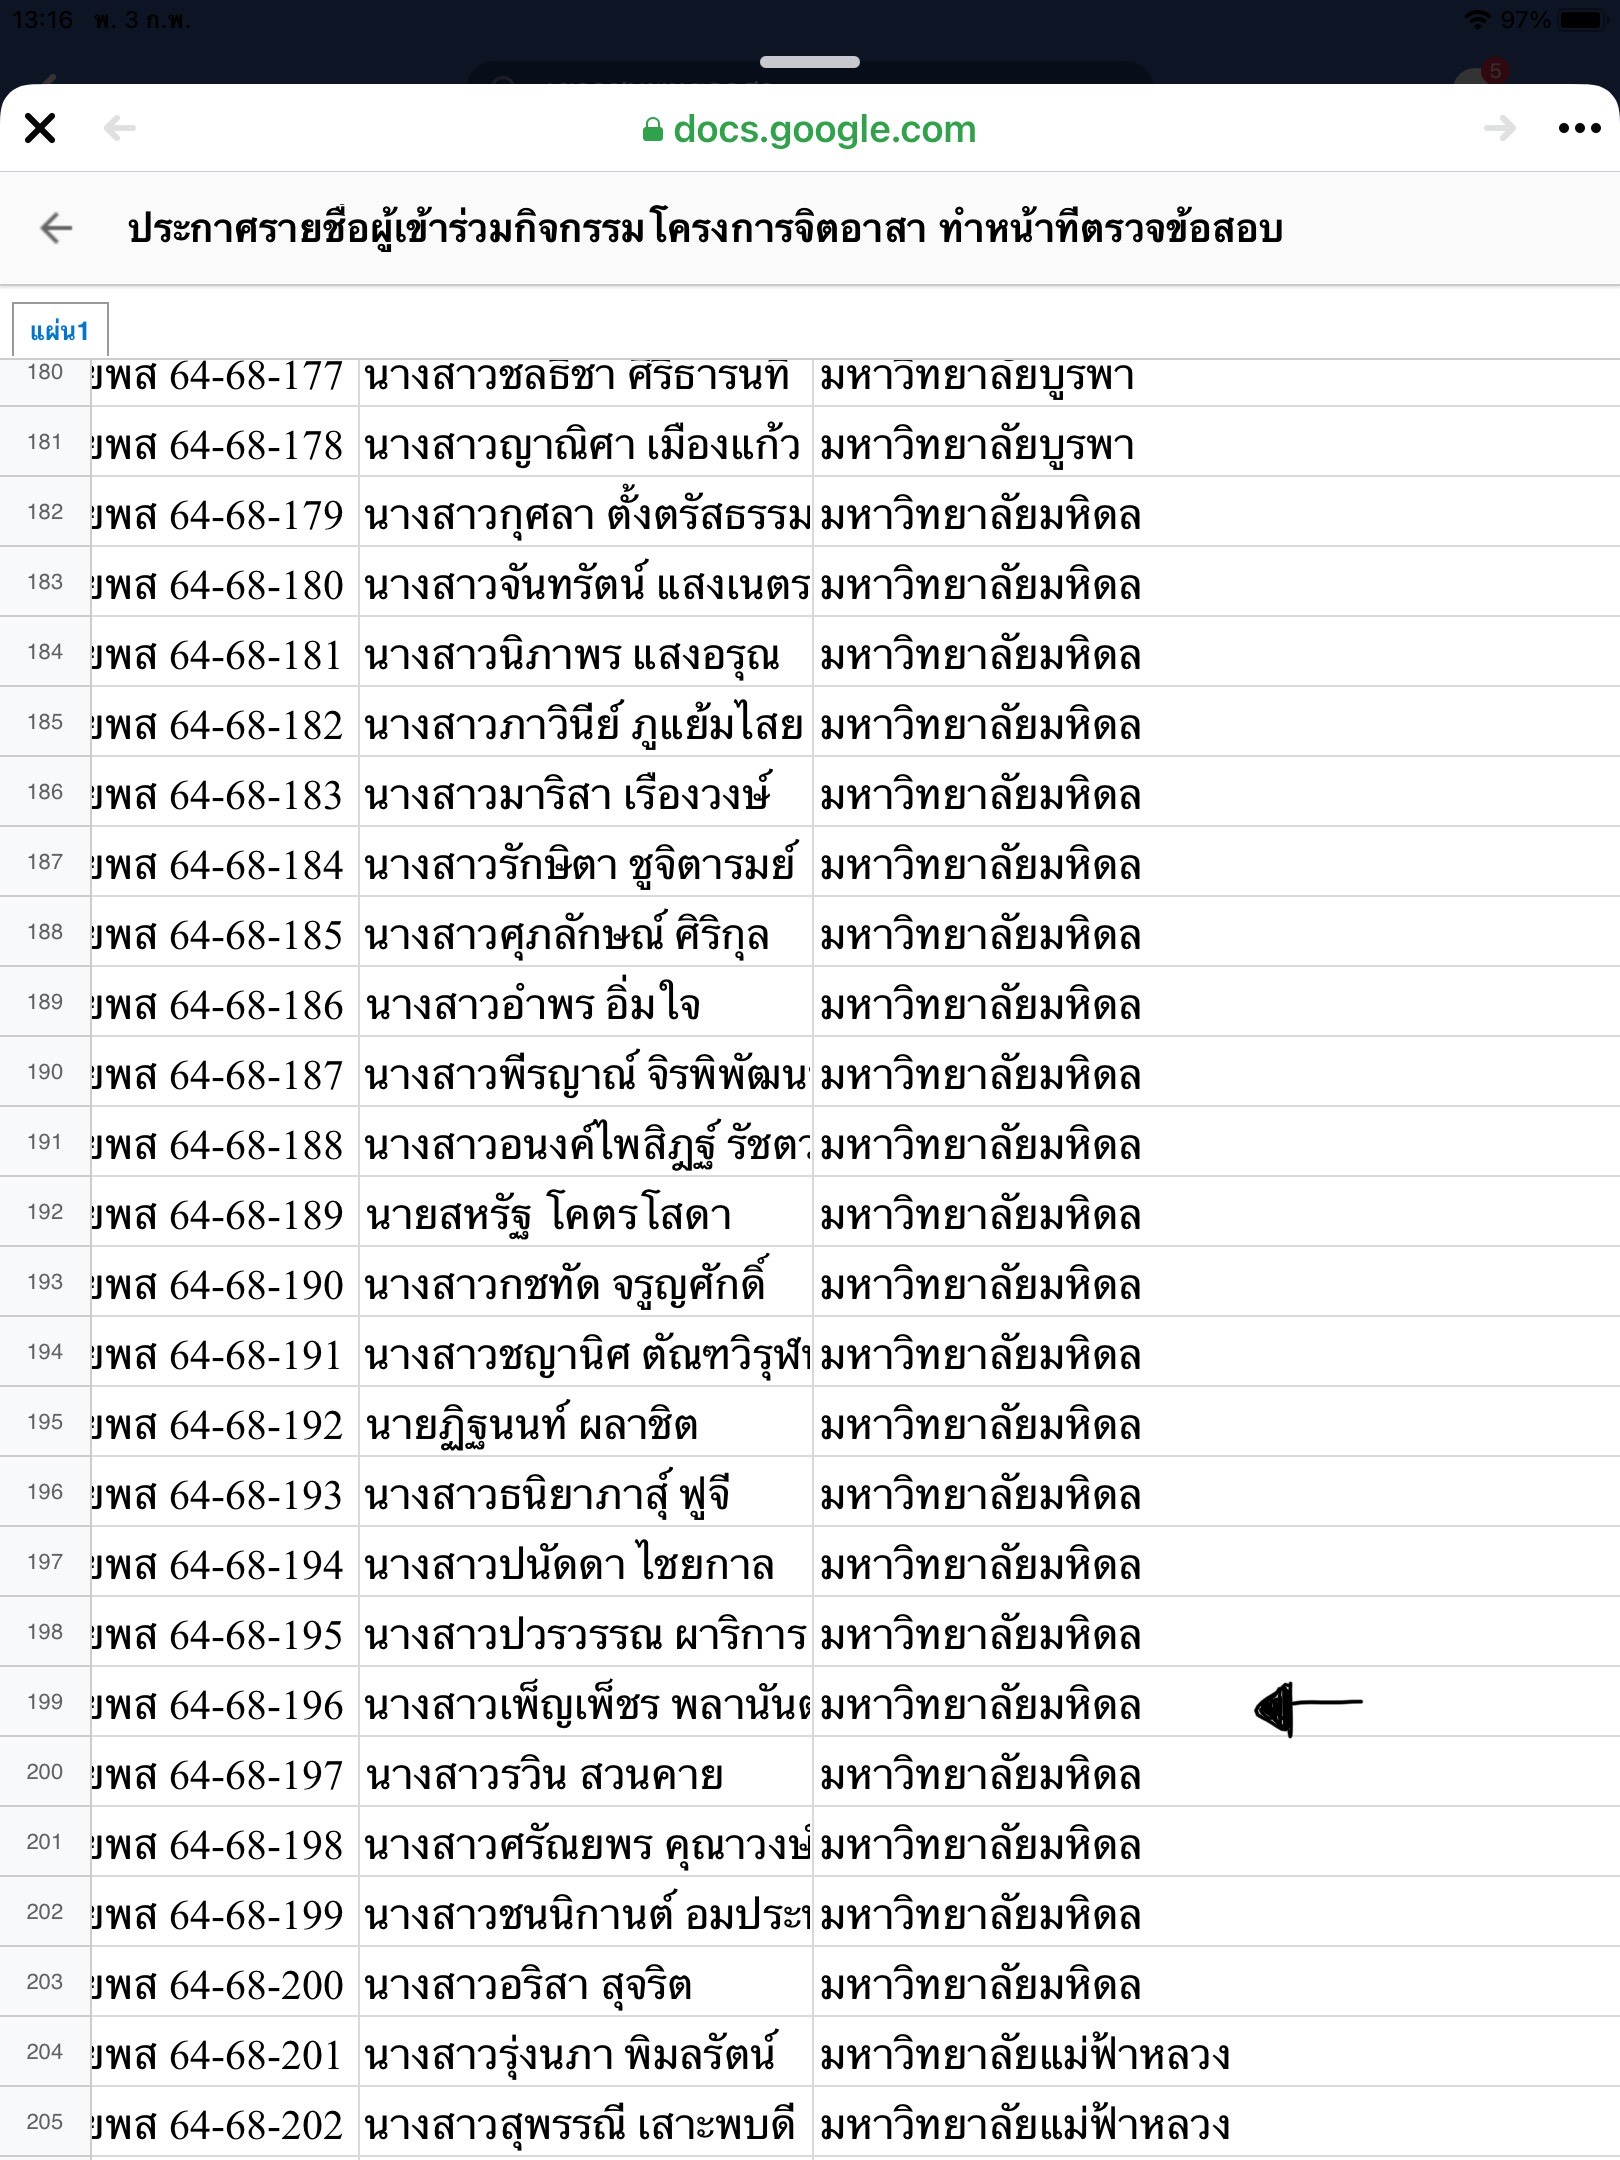 13:16 พ. 3 ก.พ. 97%
5
docs.google.com
ประกาศรายชื่อผู้เข้าร่วมกิจกรรมโครงการจิตอาสา ทำหน้าที่ตรวจข้อสอบ
แผ่น1
180 ยพส 64-68-177 นางสาวชลธิชา ศิริธารนที มหาวิทยาลัยบูรพา
181 ยพส 64-68-178 นางสาวญาณิศา เมืองแก้ว มหาวิทยาลัยบูรพา
182 ยพส 64-68-179 นางสาวกุศลา ตั้งตรัสธรรม มหาวิทยาลัยมหิดล
183 ยพส 64-68-180 นางสาวจันทรัตน์ แสงเนตร มหาวิทยาลัยมหิดล
184 ยพส 64-68-181 นางสาวนิภาพร แสงอรุณ มหาวิทยาลัยมหิดล
185 ยพส 64-68-182 นางสาวภาวินีย์ ภูแย้มไสย มหาวิทยาลัยมหิดล
186 ยพส 64-68-183 นางสาวมาริสา เรืองวงษ์ มหาวิทยาลัยมหิดล
187 ยพส 64-68-184 นางสาวรักษิตา ชูจิตารมย์ มหาวิทยาลัยมหิดล
188 ยพส 64-68-185 นางสาวศุภลักษณ์ ศิริกุล มหาวิทยาลัยมหิดล
189 ยพส 64-68-186 นางสาวอำพร อิ่มใจ มหาวิทยาลัยมหิดล
190 ยพส 64-68-187 นางสาวพีรญาณ์ จิรพิพัฒน มหาวิทยาลัยมหิดล
191 ยพส 64-68-188 นางสาวอนงค์ไพสิฎฐ์ รัชตว มหาวิทยาลัยมหิดล
192 ยพส 64-68-189 นายสหรัฐ โคตรโสดา มหาวิทยาลัยมหิดล
193 ยพส 64-68-190 นางสาวกชทัด จรูญศักดิ์ มหาวิทยาลัยมหิดล
194 ยพส 64-68-191 นางสาวชญานิศ ตัณฑวิรุฬ มหาวิทยาลัยมหิดล
195 ยพส 64-68-192 นายฏิฐนนท์ ผลาชิต มหาวิทยาลัยมหิดล
196 ยพส 64-68-193 นางสาวธนิยาภาสุ์ ฟูจี มหาวิทยาลัยมหิดล
197 ยพส 64-68-194 นางสาวปนัดดา ไชยกาล มหาวิทยาลัยมหิดล
198 ยพส 64-68-195 นางสาวปวรวรรณ ผาริการ มหาวิทยาลัยมหิดล
199 ยพส 64-68-196 นางสาวเพ็ญเพ็ชร พลานันต มหาวิทยาลัยมหิดล
200 ยพส 64-68-197 นางสาวรวิน สวนคาย มหาวิทยาลัยมหิดล
201 ยพส 64-68-198 นางสาวศรัณยพร คุณาวงษ์ มหาวิทยาลัยมหิดล
202 ยพส 64-68-199 นางสาวชนนิกานต์ อมประ มหาวิทยาลัยมหิดล
203 ยพส 64-68-200 นางสาวอริสา สุจริต มหาวิทยาลัยมหิดล
204 ยพส 64-68-201 นางสาวรุ่งนภา พิมลรัตน์ มหาวิทยาลัยแม่ฟ้าหลวง
205 ยพส 64-68-202 นางสาวสุพรรณี เสาะพบดี มหาวิทยาลัยแม่ฟ้าหลวง